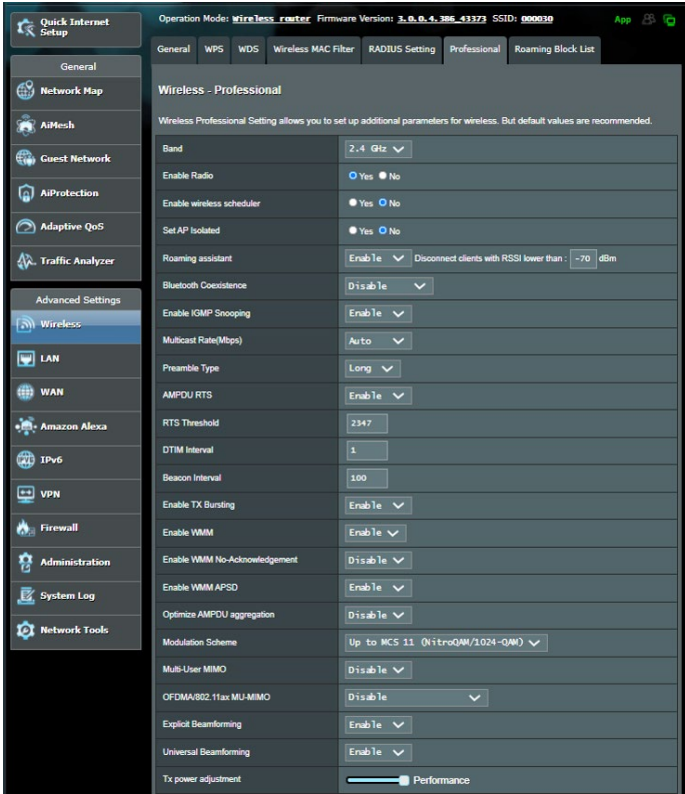 Quick Internet Setup
Operation Mode: Wireless router Firmware Version: 3.0.0.4.386_43373 SSID: 000030
App
General WPS WDS Wireless MAC Filter RADIUS Setting Professional Roaming Block List
General
Network Map
AiMesh
Guest Network
AiProtection
Adaptive QoS
Traffic Analyzer
Advanced Settings
Wireless
LAN
WAN
Amazon Alexa
IPv6
VPN
Firewall
Administration
System Log
Network Tools
Wireless - Professional
Wireless Professional Setting allows you to set up additional parameters for wireless. But default values are recommended.
Band 2.4 GHz
Enable Radio Yes No
Enable wireless scheduler Yes No
Set AP Isolated Yes No
Roaming assistant Enable Disconnect clients with RSSI lower than : -70 dBm
Bluetooth Coexistence Disable
Enable IGMP Snooping Enable
Multicast Rate(Mbps) Auto
Preamble Type Long
AMPDU RTS Enable
RTS Threshold 2347
DTIM Interval 1
Beacon Interval 100
Enable TX Bursting Enable
Enable WMM Enable
Enable WMM No-Acknowledgement Disable
Enable WMM APSD Enable
Optimize AMPDU aggregation Disable
Modulation Scheme Up to MCS 11 (NitroQAM/1024-QAM)
Multi-User MIMO Disable
OFDMA/802.11ax MU-MIMO Disable
Explicit Beamforming Enable
Universal Beamforming Enable
Tx power adjustment Performance